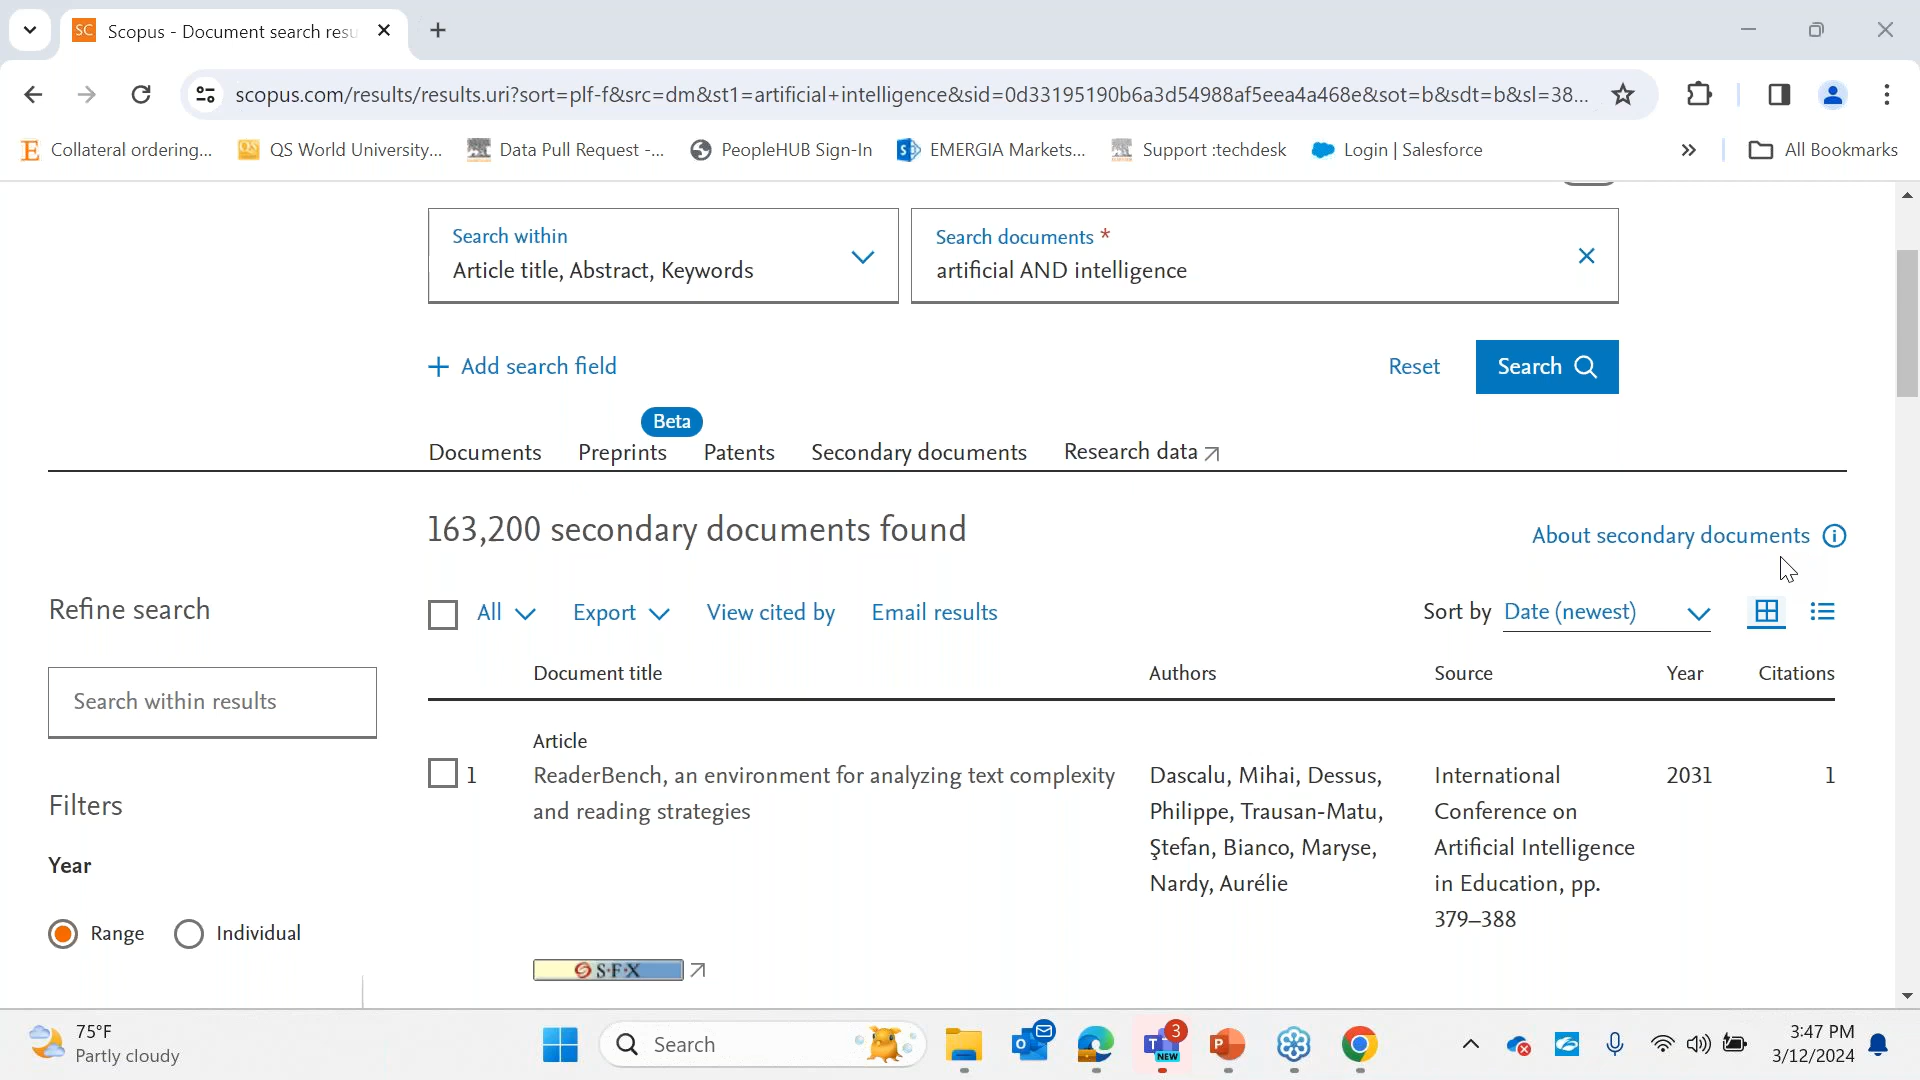 SC Scopus - Document search resu
scopus.com/results/results.uri?sort=plf-f&src=dm&st1=artificial+intelligence&sid=0d33195190b6a3d54988af5eea4a468e&sot=b&sdt=b&sl=38...
E Collateral ordering...
QS QS World University...
Data Pull Request -...
PeopleHUB Sign-In
S EMERGIA Markets...
Support :techdesk
Login | Salesforce
All Bookmarks
Search within
Article title, Abstract, Keywords
Search documents *
artificial AND intelligence
+ Add search field
Reset
Search
Beta
Documents Preprints Patents Secondary documents Research data
163,200 secondary documents found
About secondary documents
Refine search
All Export View cited by Email results
Sort by Date (newest)
Document title Authors Source Year Citations
Search within results
Article
1 ReaderBench, an environment for analyzing text complexity
and reading strategies
Dascalu, Mihai, Dessus,
Philippe, Trausan-Matu,
Ştefan, Bianco, Maryse,
Nardy, Aurélie
International
Conference on
Artificial Intelligence
in Education, pp.
379–388
2031
1
S·F·X
Filters
Year
Range Individual
75°F
Partly cloudy
Search
O
T
NEW
3
P
3:47 PM
3/12/2024